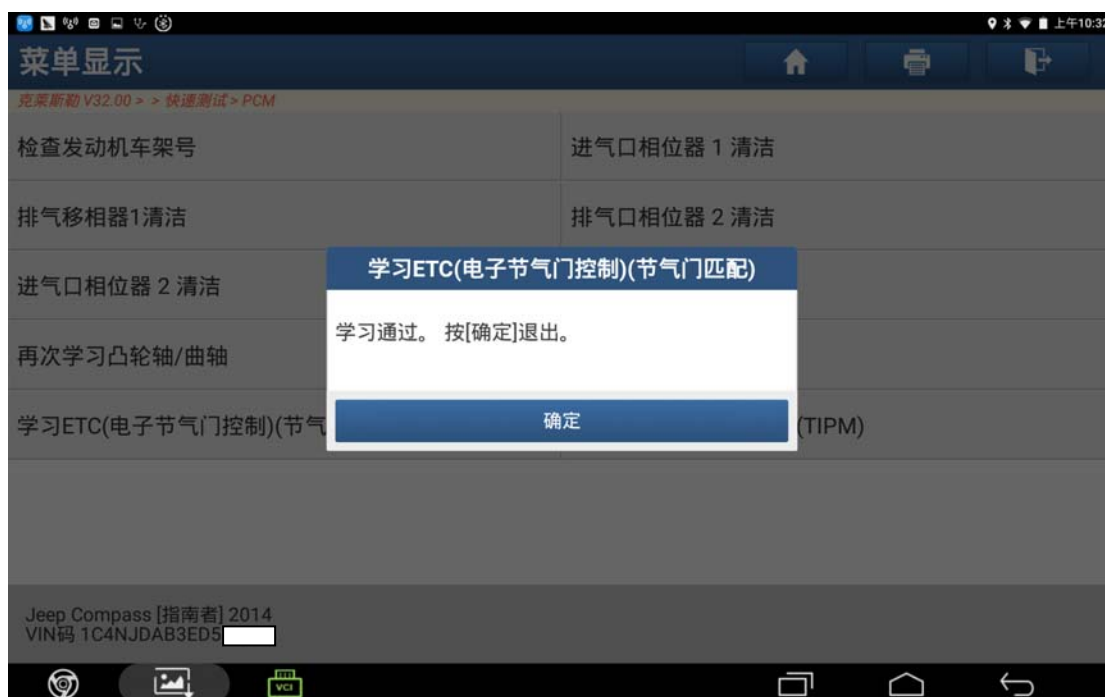 上午10:32
菜单显示
克莱斯勒 V32.00 > > 快速测试 > PCM
检查发动机车架号
进气口相位器 1 清洁
排气移相器1清洁
排气口相位器 2 清洁
进气口相位器 2 清洁
再次学习凸轮轴/曲轴
学习ETC(电子节气门控制)(节气
(TIPM)
学习ETC(电子节气门控制)(节气门匹配)
学习通过。 按[确定]退出。
确定
Jeep Compass [指南者] 2014
VIN码 1C4NJDAB3ED5
VCI